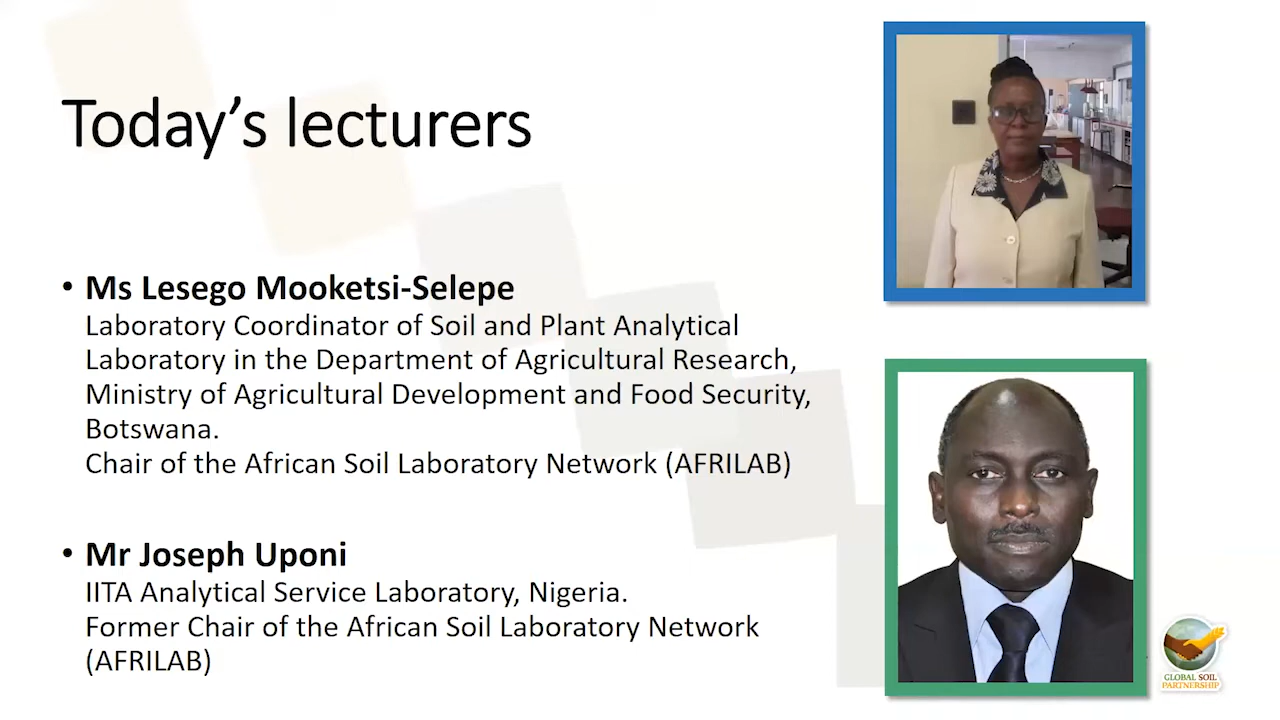 Today's lecturers
• Ms Lesego Mooketsi-Selepe
Laboratory Coordinator of Soil and Plant Analytical
Laboratory in the Department of Agricultural Research,
Ministry of Agricultural Development and Food Security,
Botswana.
Chair of the African Soil Laboratory Network (AFRILAB)
• Mr Joseph Uponi
IITA Analytical Service Laboratory, Nigeria.
Former Chair of the African Soil Laboratory Network
(AFRILAB)
GLOBAL SOIL
PARTNERSHIP